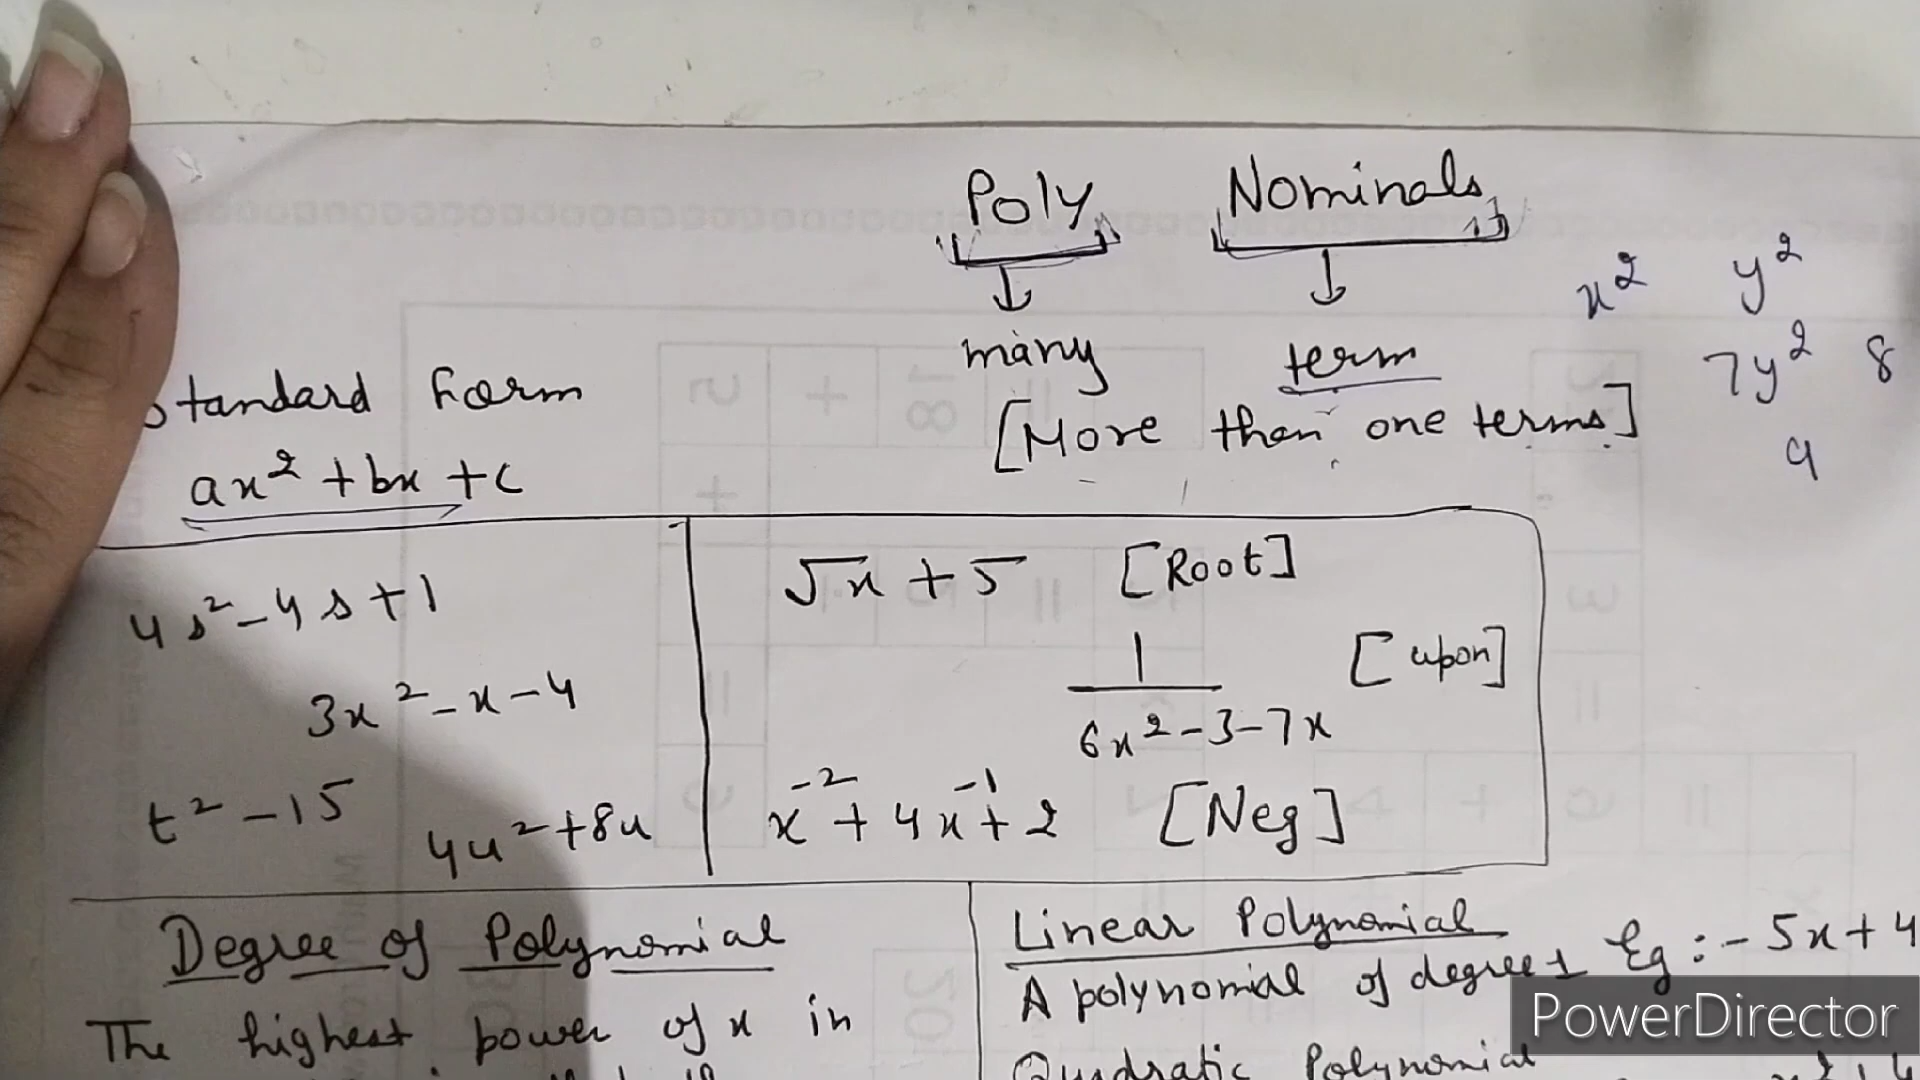 Poly Nominals
many term
[More than one terms]
x² y²
7y² 8
9
Standard Form
ax² + bx + c
4s² - 4s + 1
3x² - x - 4
t² - 15
4u² + 8u
√x + 5 [Root]
1/(6x² - 3 - 7x) [upon]
x⁻² + 4x⁻¹ + 2 [Neg]
Degree of Polynomial
The highest power of x in
Linear Polynomial
A polynomial of degree 1 Eg :- 5x + 4
Quadratic Polynomial
PowerDirector